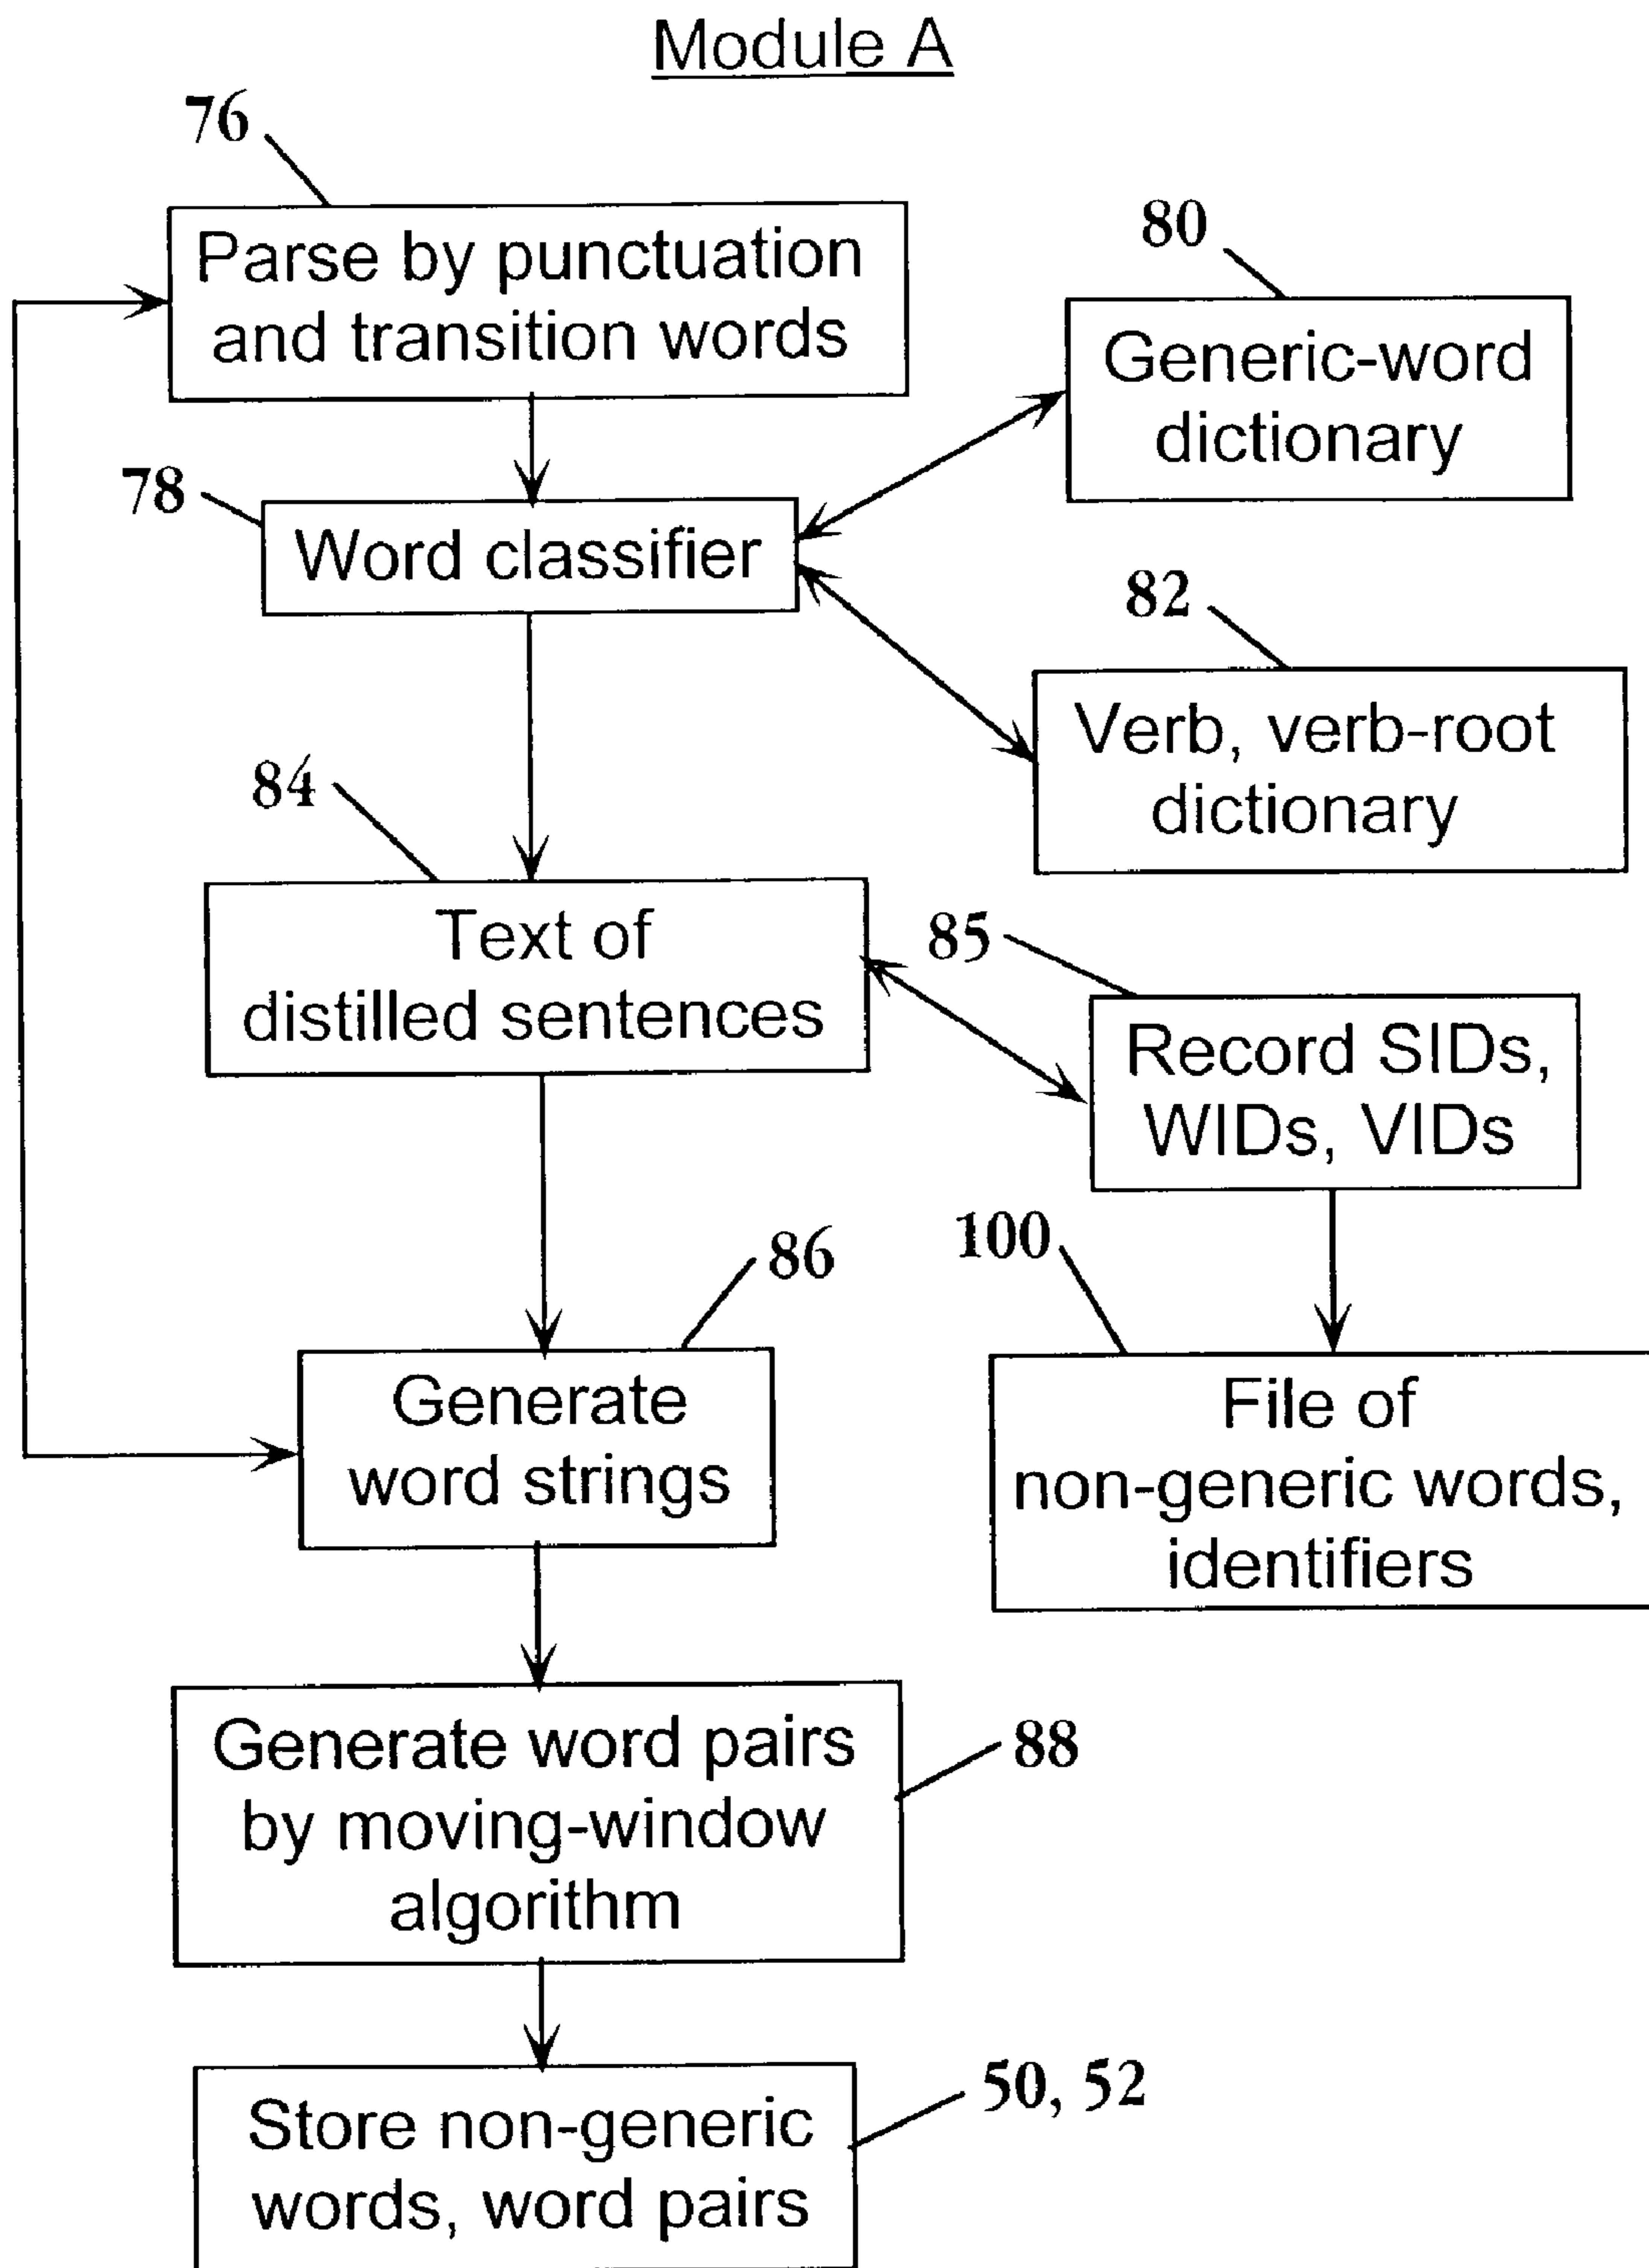 Module A
76
Parse by punctuation
and transition words
80
Generic-word
dictionary
78
Word classifier
82
Verb, verb-root
dictionary
84
Text of
distilled sentences
85
Record SIDs,
WIDs, VIDs
86
Generate
word strings
100
File of
non-generic words,
identifiers
Generate word pairs
by moving-window
algorithm
88
50, 52
Store non-generic
words, word pairs